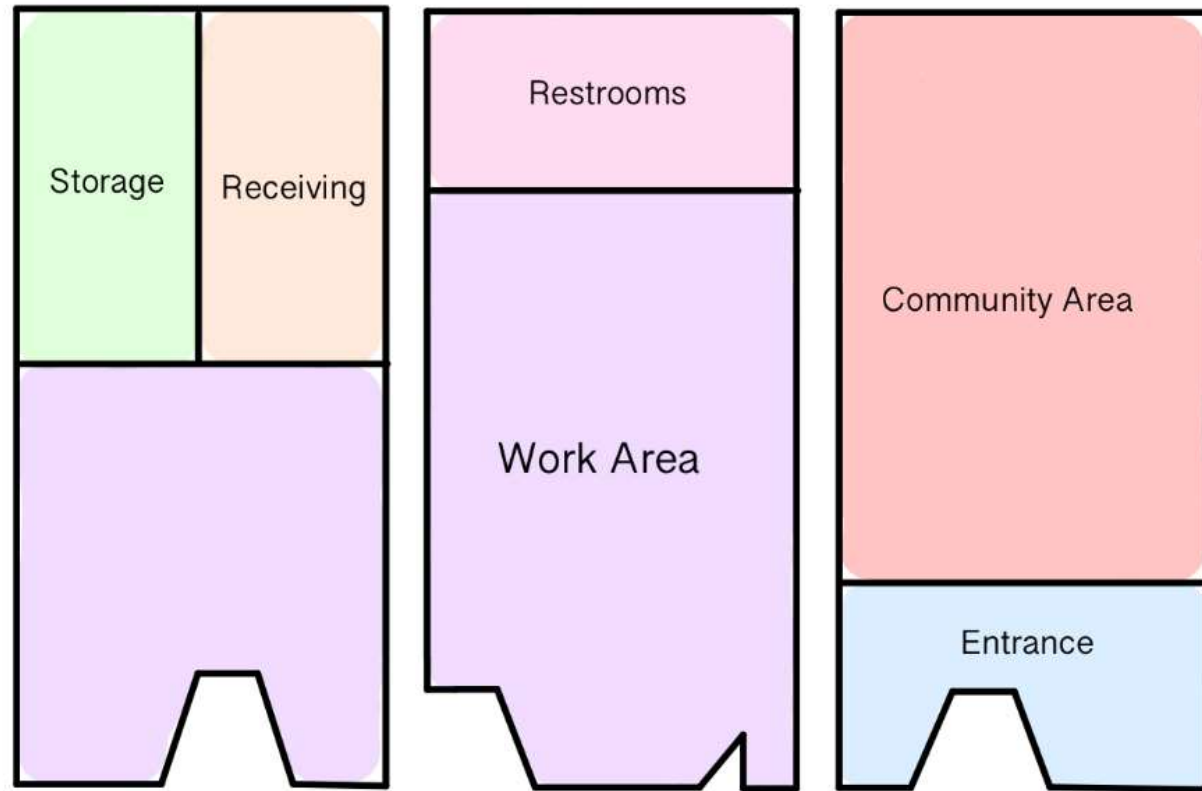 Storage
Receiving
Restrooms
Work Area
Community Area
Entrance